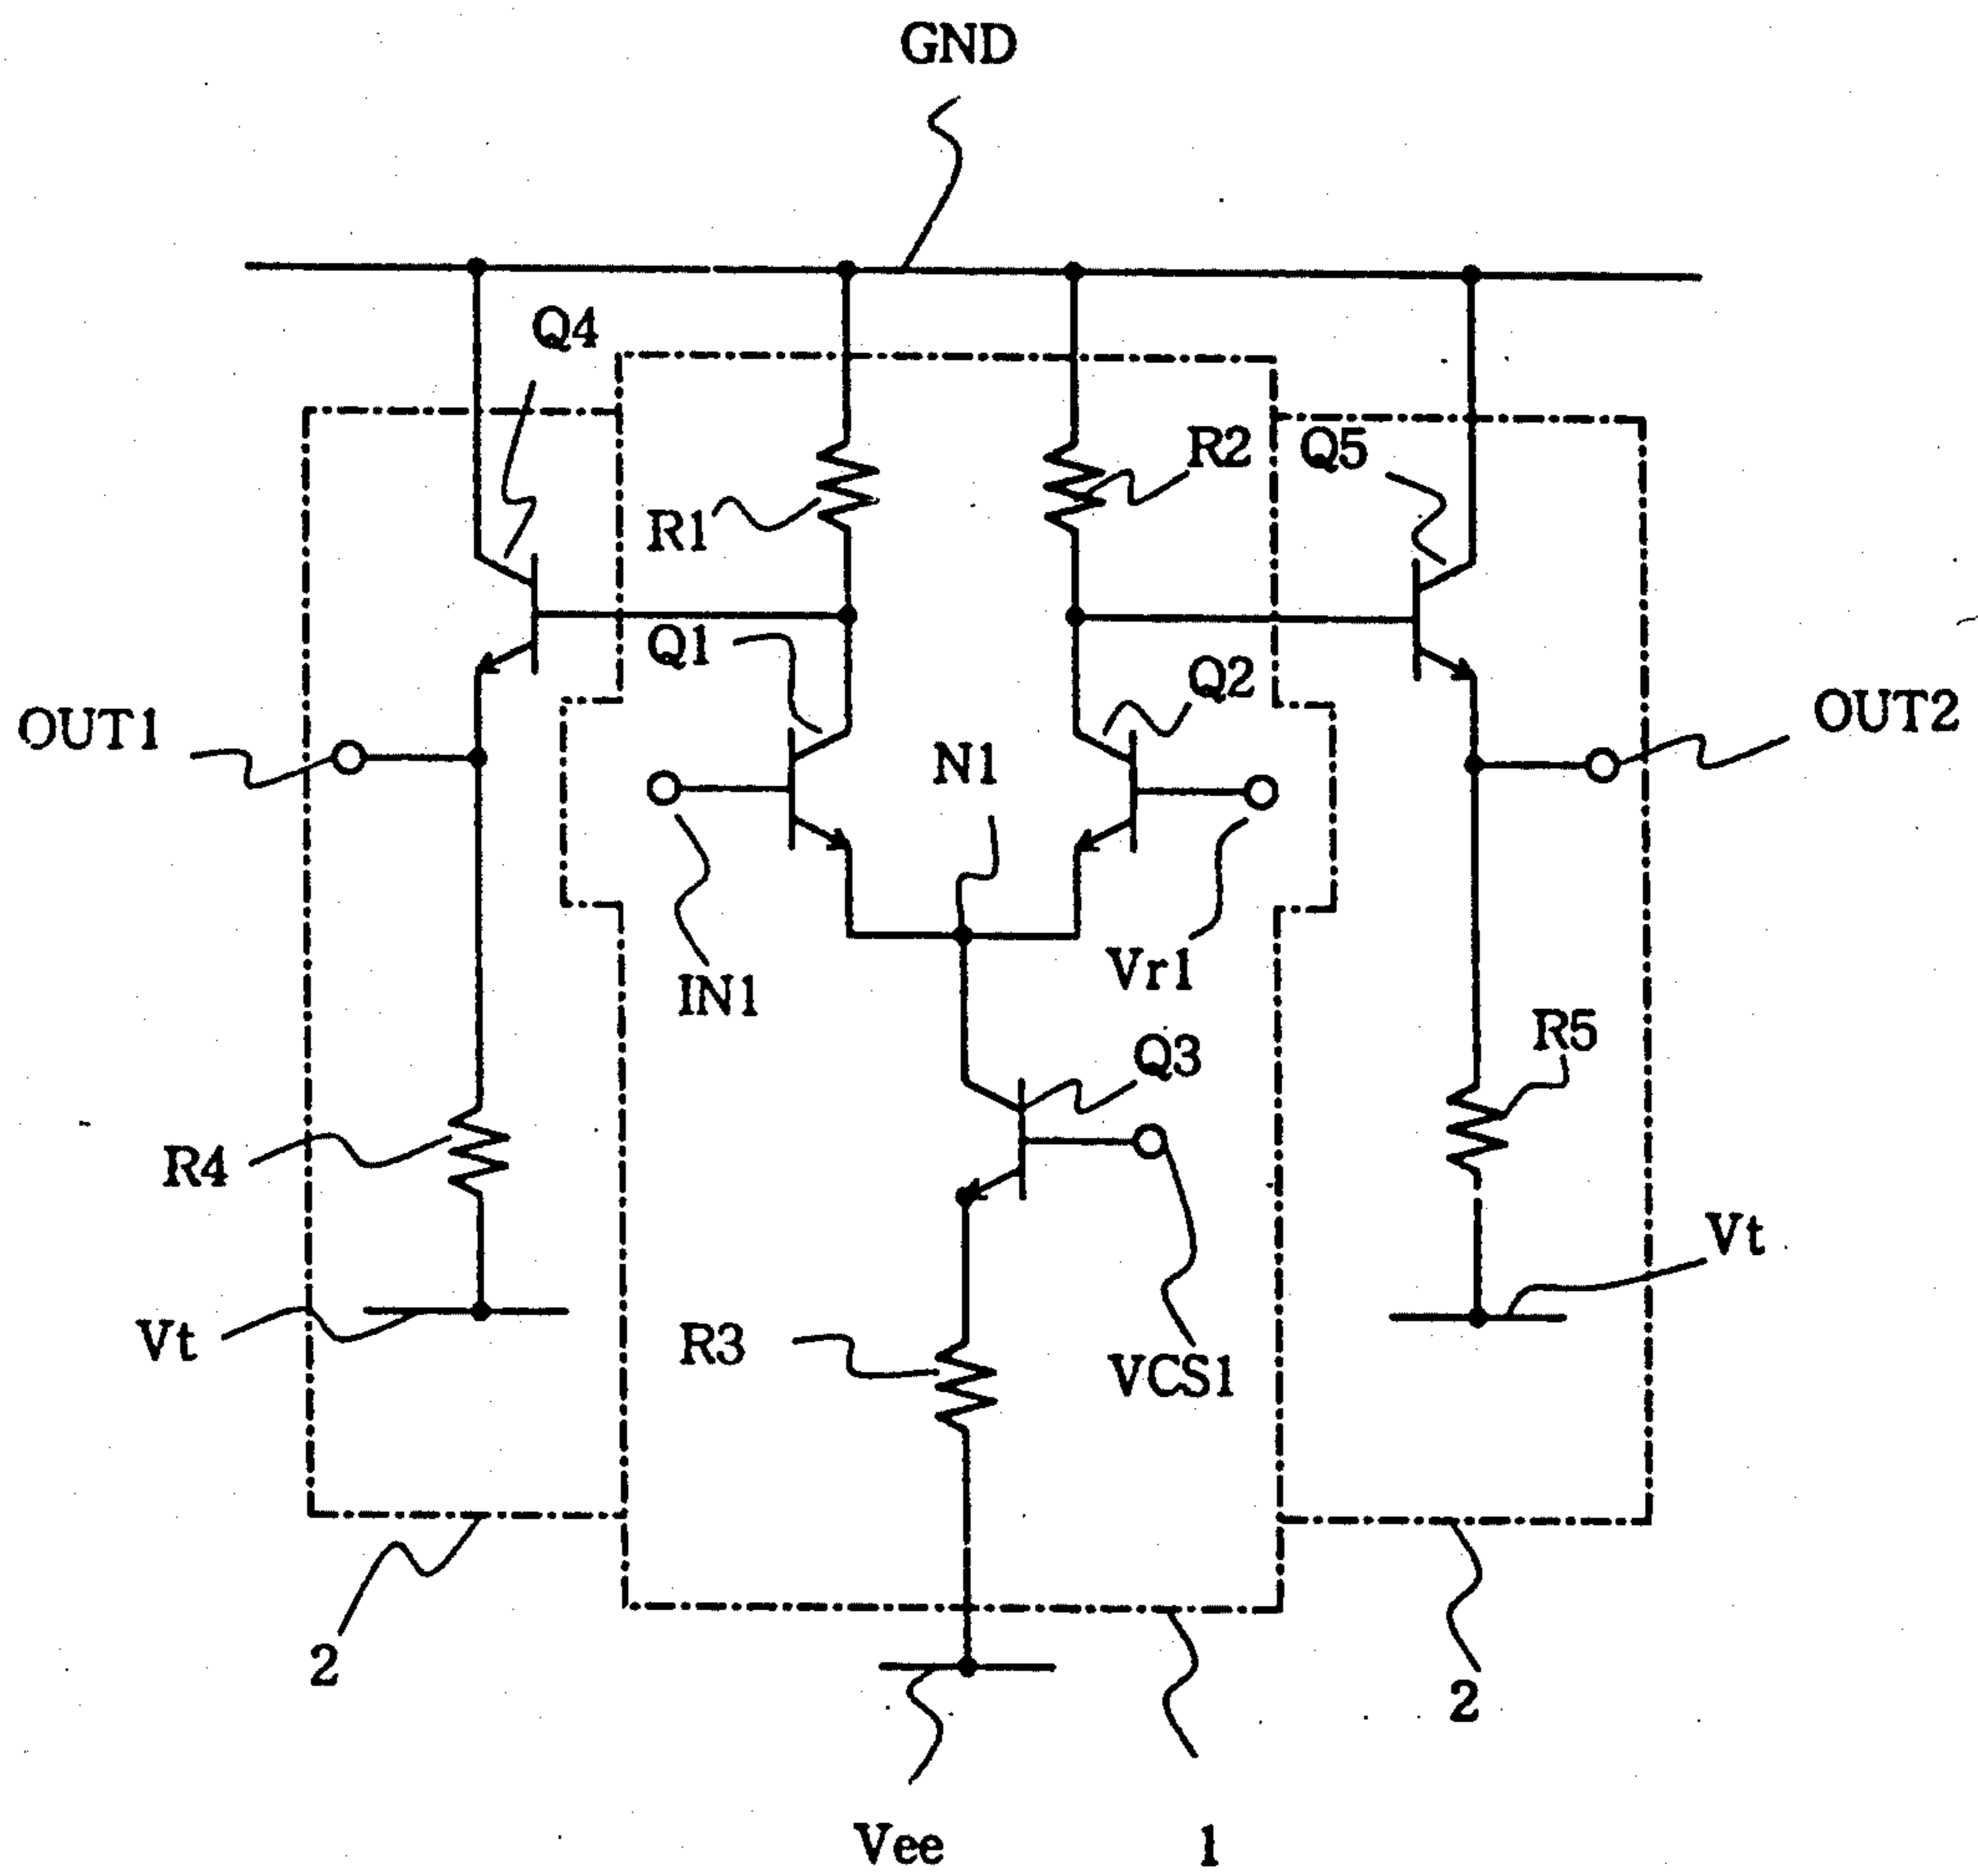 GND
Q4
R2
Q5
R1
Q1
Q2
OUT1
N1
OUT2
IN1
Vr1
R5
Q3
R4
Vt
Vt
R3
VCS1
2
2
Vee
1